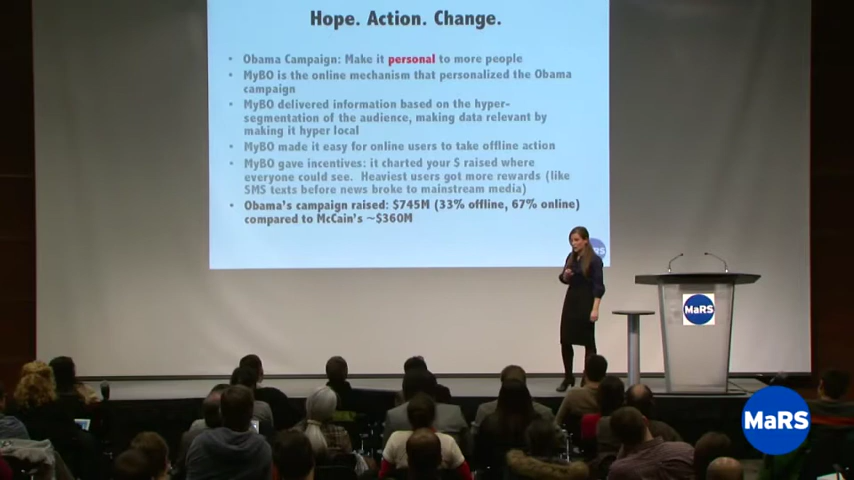 Hope. Action. Change.
• Obama Campaign: Make it personal to more people
• MyBO is the online mechanism that personalized the Obama
campaign
• MyBO delivered information based on the hyper-
segmentation of the audience, making data relevant by
making it hyper local
• MyBO made it easy for online users to take offline action
• MyBO gave incentives: it charted your $ raised where
everyone could see. Heaviest users got more rewards (like
SMS texts before news broke to mainstream media)
• Obama's campaign raised: $745M (33% offline, 67% online)
compared to McCain's ~$360M
RS
MaRS
MaRS